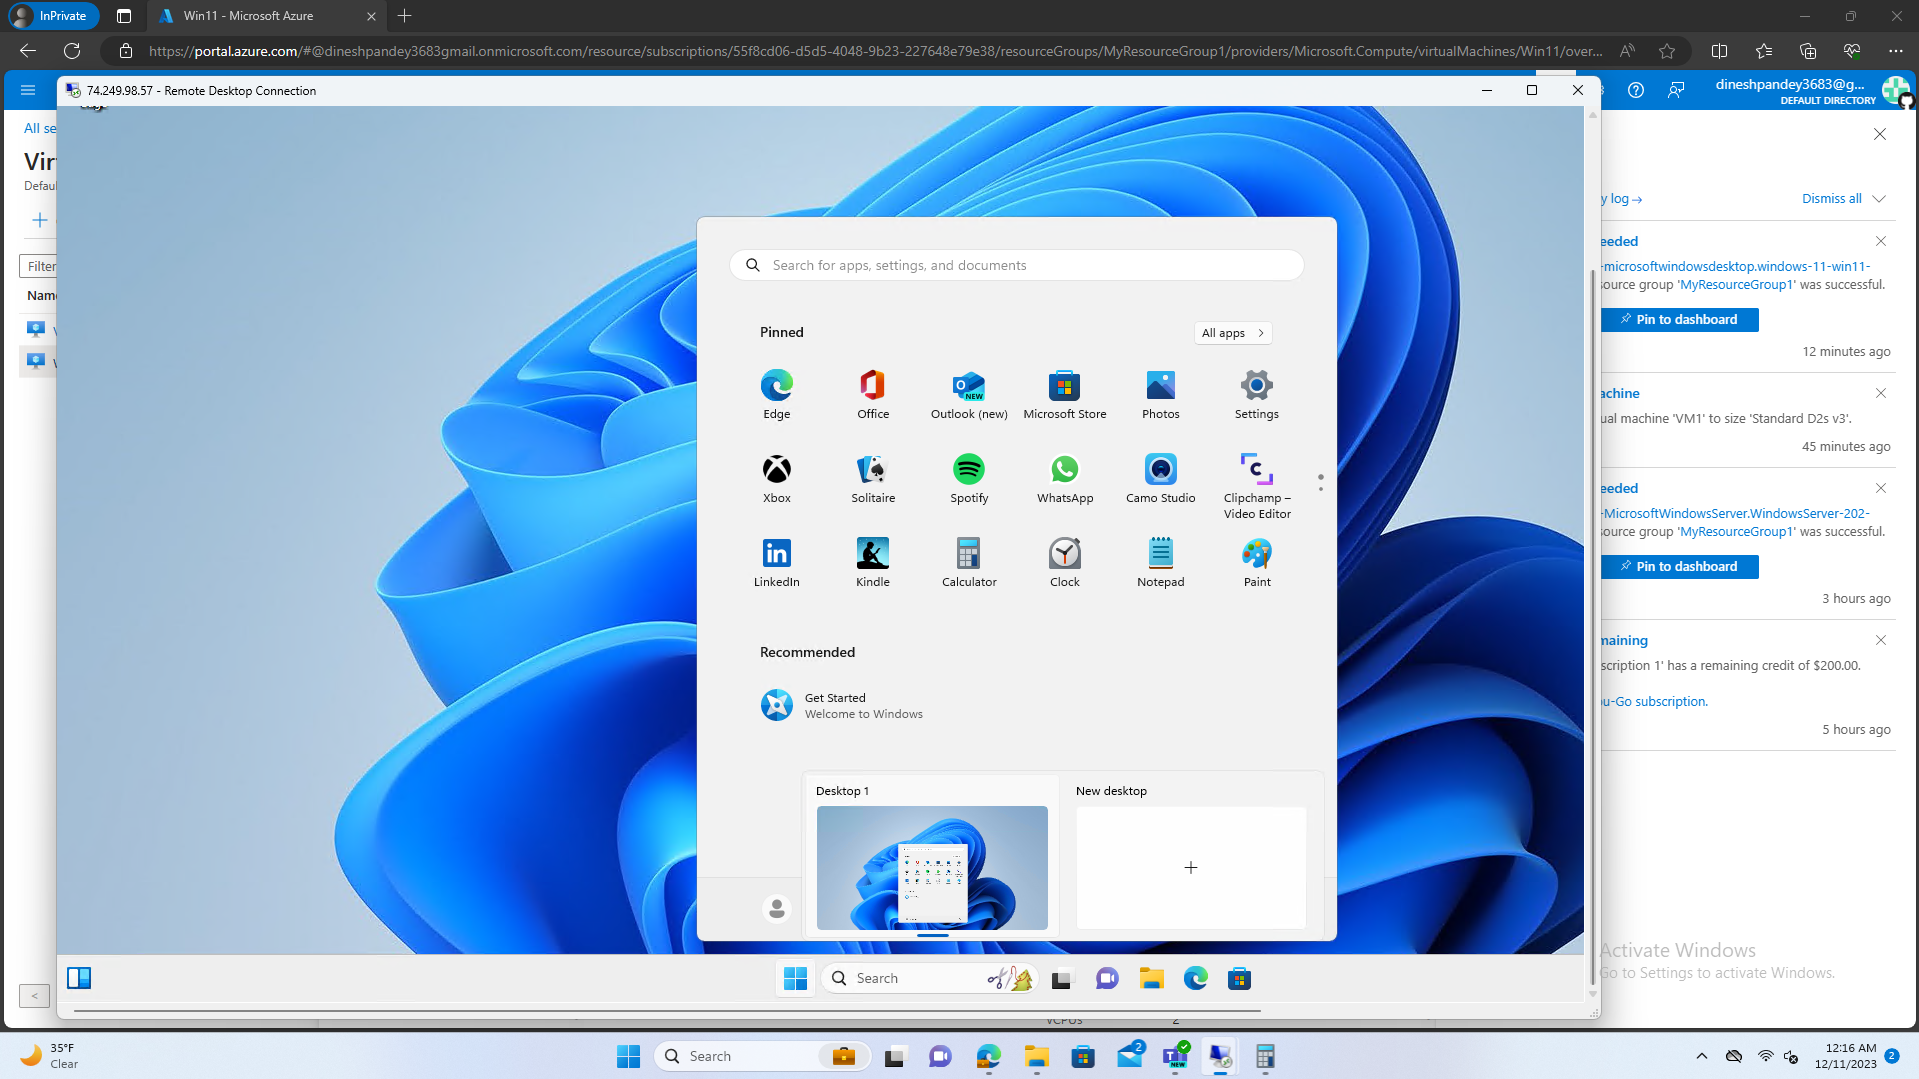 InPrivate
Win11 - Microsoft Azure
https://portal.azure.com/#@dineshpandey3683gmail.onmicrosoft.com/resource/subscriptions/55f8cd06-d5d5-4048-9b23-227648e79e38/resourceGroups/MyResourceGroup1/providers/Microsoft.Compute/virtualMachines/Win11/over...
74.249.98.57 - Remote Desktop Connection
dineshpandey3683@g...
DEFAULT DIRECTORY
All se
Vir
Defau
Filter
Name
Search for apps, settings, and documents
Pinned
All apps
Edge
Office
Outlook (new)
Microsoft Store
Photos
Settings
Xbox
Solitaire
Spotify
WhatsApp
Camo Studio
Clipchamp –
Video Editor
LinkedIn
Kindle
Calculator
Clock
Notepad
Paint
Recommended
Get Started
Welcome to Windows
Desktop 1
New desktop
Search
y log→
Dismiss all
eeded
-microsoftwindowsdesktop.windows-11-win11-
source group 'MyResourceGroup1' was successful.
Pin to dashboard
12 minutes ago
achine
ual machine 'VM1' to size 'Standard D2s v3'.
45 minutes ago
eeded
-MicrosoftWindowsServer.WindowsServer-202-
source group 'MyResourceGroup1' was successful.
Pin to dashboard
3 hours ago
maining
scription 1' has a remaining credit of $200.00.
ou-Go subscription.
5 hours ago
Activate Windows
Go to Settings to activate Windows.
vCPUs
2
35°F
Clear
Search
2
NEW
12:16 AM
12/11/2023
2